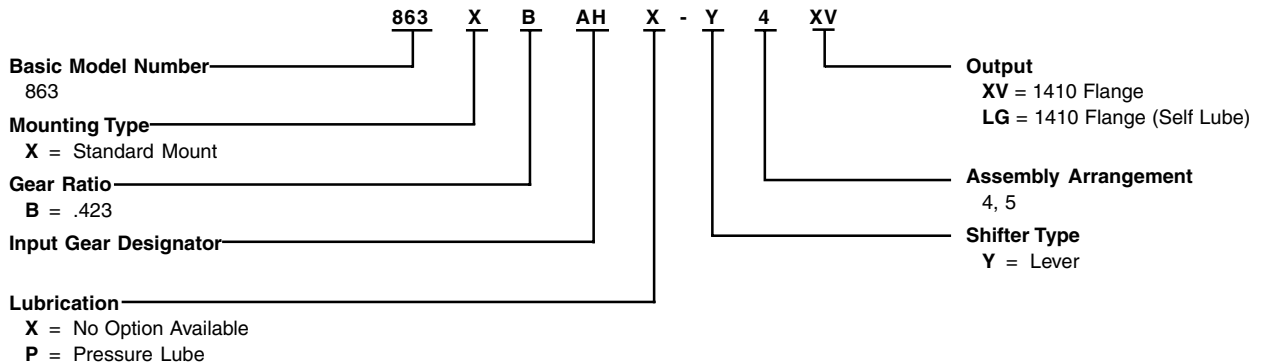 863 X B AH X - Y 4 XV
Basic Model Number
863
Mounting Type
X = Standard Mount
Gear Ratio
B = .423
Input Gear Designator
Lubrication
X = No Option Available
P = Pressure Lube
Output
XV = 1410 Flange
LG = 1410 Flange (Self Lube)
Assembly Arrangement
4, 5
Shifter Type
Y = Lever